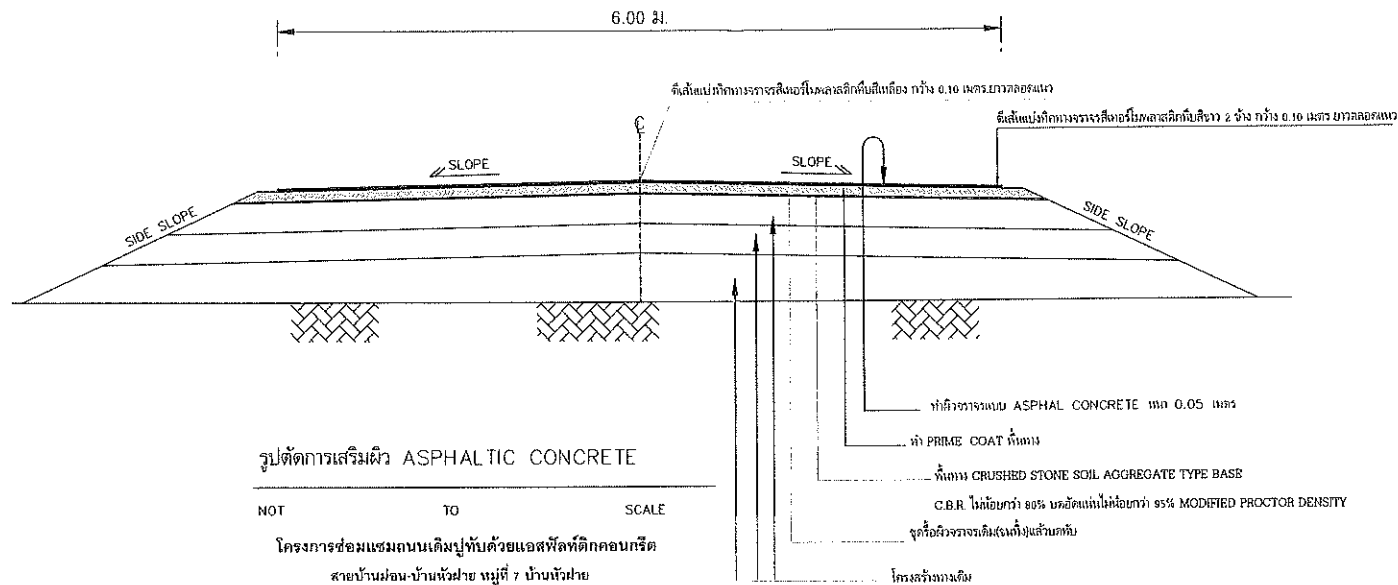 6.00 ม.
ตีเส้นแบ่งทิศทางจราจรสีเทอร์โมพลาสติกทึบสีเหลือง กว้าง 0.10 เมตร ยาวตลอดแนว
ตีเส้นแบ่งทิศทางจราจรสีเทอร์โมพลาสติกทึบสีขาว 2 ข้าง กว้าง 0.10 เมตร ยาวตลอดแนว
SLOPE
SLOPE
SIDE SLOPE
SIDE SLOPE
ทำผิวจราจรแบบ ASPHAL CONCRETE หนา 0.05 เมตร
ทำ PRIME COAT พื้นทาง
พื้นทาง CRUSHED STONE SOIL AGGREGATE TYPE BASE
C.B.R. ไม่น้อยกว่า 80% บดอัดแน่นไม่น้อยกว่า 95% MODIFIED PROCTOR DENSITY
ขุดรื้อผิวจราจรเดิม(ขนทิ้ง)แล้วบดทับ
โครงสร้างทางเดิม
รูปตัดการเสริมผิว ASPHALTIC CONCRETE
NOT TO SCALE
โครงการซ่อมแซมถนนเดิมปูทับด้วยแอสฟัลท์ติกคอนกรีต
สายบ้านม่อน-บ้านหัวฝาย หมู่ที่ 7 บ้านหัวฝาย